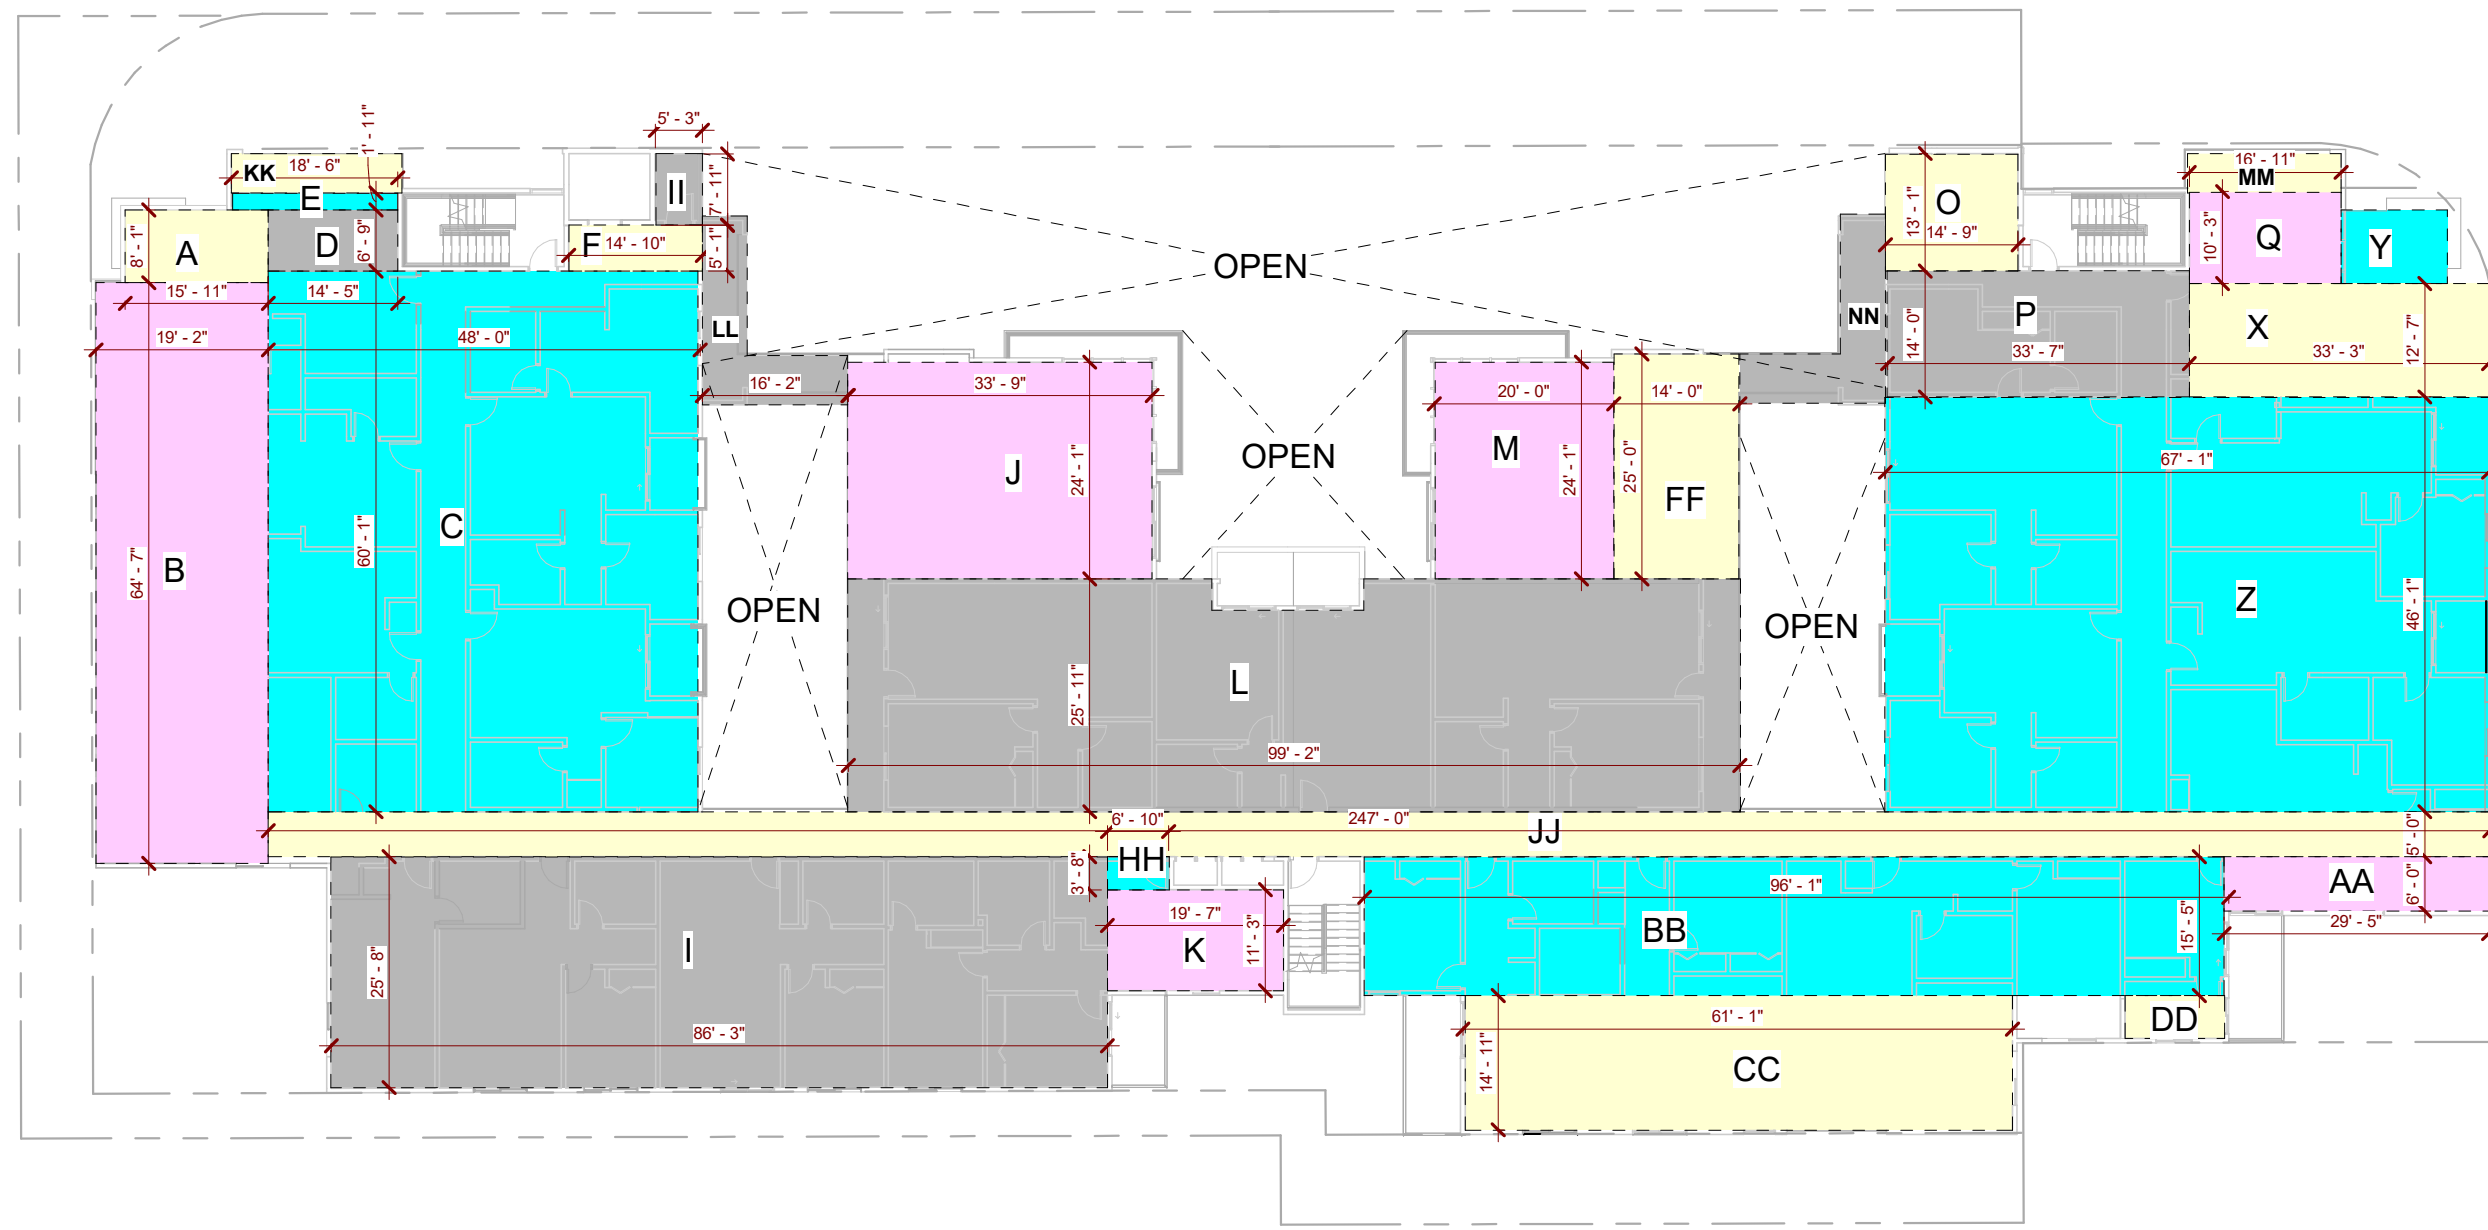 5' - 3"
1' - 11"
KK
18' - 6"
E
II
7' - 11"
16' - 11"
MM
A
8' - 1"
D
6' - 9"
F
14' - 10"
5' - 1"
OPEN
13' - 1"
O
14' - 9"
10' - 3"
Q
Y
15' - 11"
14' - 5"
19' - 2"
48' - 0"
LL
16' - 2"
33' - 9"
20' - 0"
14' - 0"
NN
14' - 0"
P
33' - 7"
X
33' - 3"
12' - 7"
J
24' - 1"
OPEN
M
24' - 1"
25' - 0"
FF
67' - 1"
B
64' - 7"
60' - 1"
C
OPEN
OPEN
Z
46' - 1"
L
25' - 11"
99' - 2"
6' - 10"
247' - 0"
JJ
5' - 0"
HH
3' - 8"
96' - 1"
AA
6' - 0"
29' - 5"
I
25' - 8"
86' - 3"
19' - 7"
K
11' - 3"
BB
15' - 5"
61' - 1"
14' - 11"
CC
DD